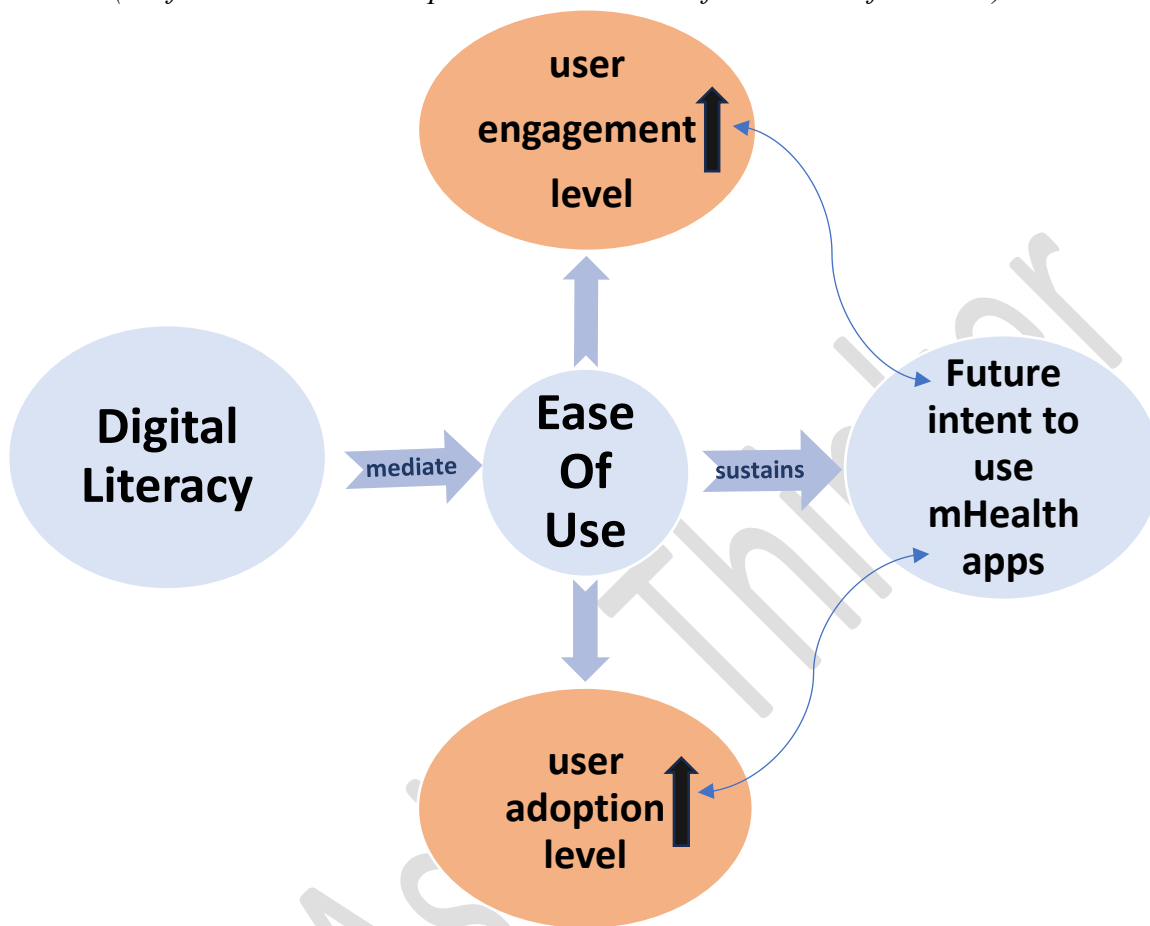 user
engagement
level
Digital
Literacy
mediate
Ease
Of
Use
sustains
Future
intent to
use
mHealth
apps
user
adoption
level